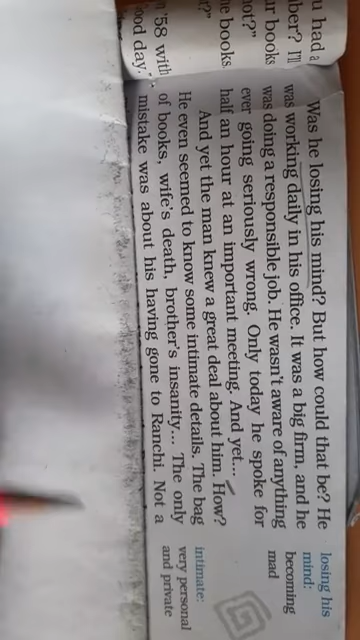 u had a
ber? I'll
ur books
ot?"
ne books
t?"
'58 with
ood day."
Was he losing his mind? But how could that be? He
was working daily in his office. It was a big firm, and he
was doing a responsible job. He wasn't aware of anything
ever going seriously wrong. Only today he spoke for
half an hour at an important meeting. And yet...
And yet the man knew a great deal about him. How?
He even seemed to know some intimate details. The bag
of books, wife's death, brother's insanity... The only
mistake was about his having gone to Ranchi. Not a
losing his
mind:
becoming
mad
intimate:
very personal
and private